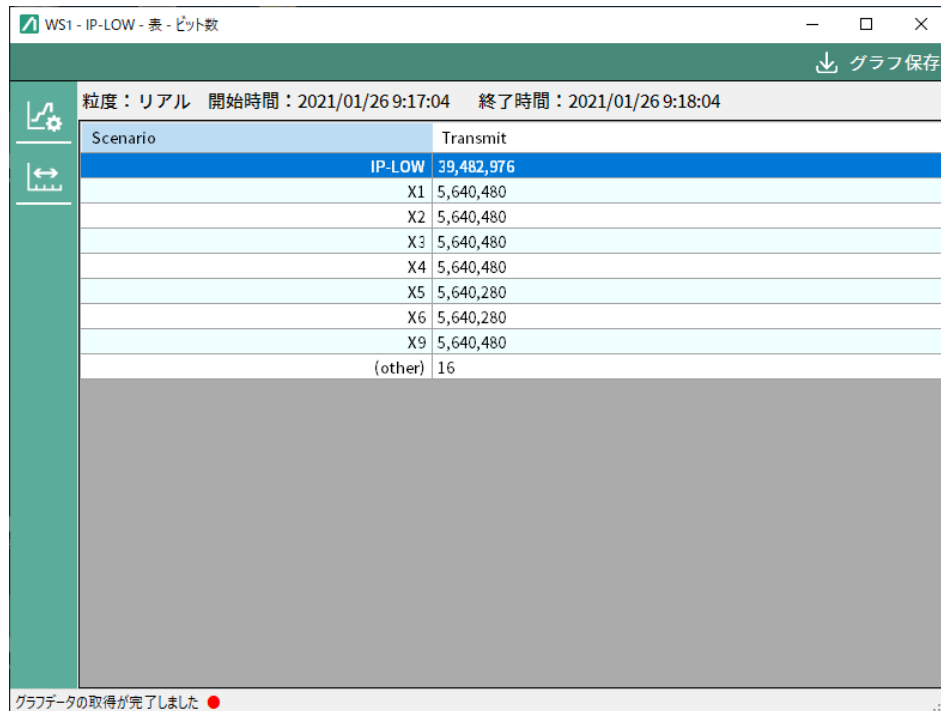 WS1 - IP-LOW - 表 - ビット数
グラフ保存
粒度：リアル 開始時間：2021/01/26 9:17:04 終了時間：2021/01/26 9:18:04
Scenario Transmit
IP-LOW 39,482,976
X1 5,640,480
X2 5,640,480
X3 5,640,480
X4 5,640,480
X5 5,640,280
X6 5,640,280
X9 5,640,480
(other) 16
グラフデータの取得が完了しました